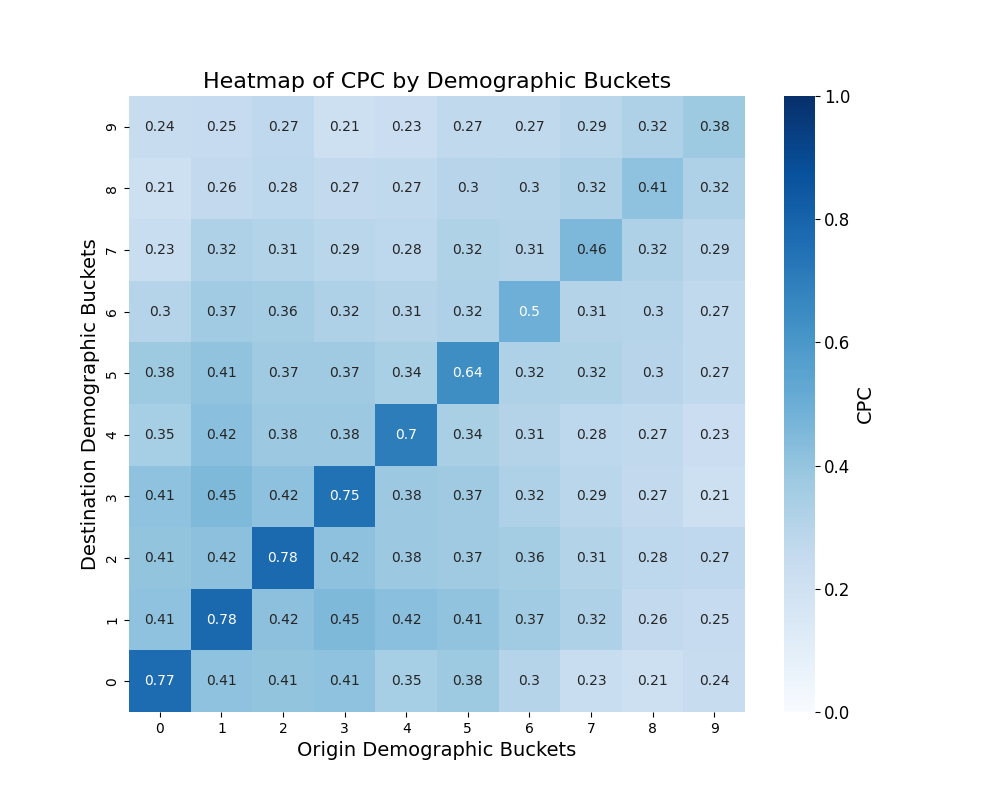 Heatmap of CPC by Demographic Buckets
9 0.24 0.25 0.27 0.21 0.23 0.27 0.27 0.29 0.32 0.38
8 0.21 0.26 0.28 0.27 0.27 0.3 0.3 0.32 0.41 0.32
7 0.23 0.32 0.31 0.29 0.28 0.32 0.31 0.46 0.32 0.29
6 0.3 0.37 0.36 0.32 0.31 0.32 0.5 0.31 0.3 0.27
5 0.38 0.41 0.37 0.37 0.34 0.64 0.32 0.32 0.3 0.27
4 0.35 0.42 0.38 0.38 0.7 0.34 0.31 0.28 0.27 0.23
3 0.41 0.45 0.42 0.75 0.38 0.37 0.32 0.29 0.27 0.21
2 0.41 0.42 0.78 0.42 0.38 0.37 0.36 0.31 0.28 0.27
1 0.41 0.78 0.42 0.45 0.42 0.41 0.37 0.32 0.26 0.25
0 0.77 0.41 0.41 0.41 0.35 0.38 0.3 0.23 0.21 0.24
0 1 2 3 4 5 6 7 8 9
Origin Demographic Buckets
Destination Demographic Buckets
1.0
0.8
0.6
0.4
0.2
0.0
CPC